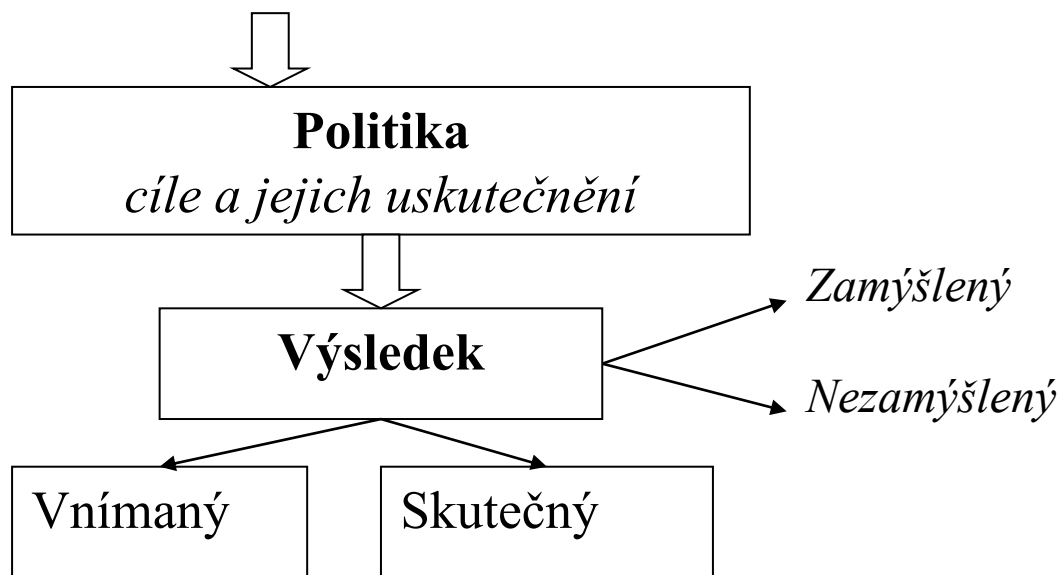 Politika
cíle a jejich uskutečnění
Zamýšlený
Výsledek
Nezamýšlený
Vnímaný
Skutečný